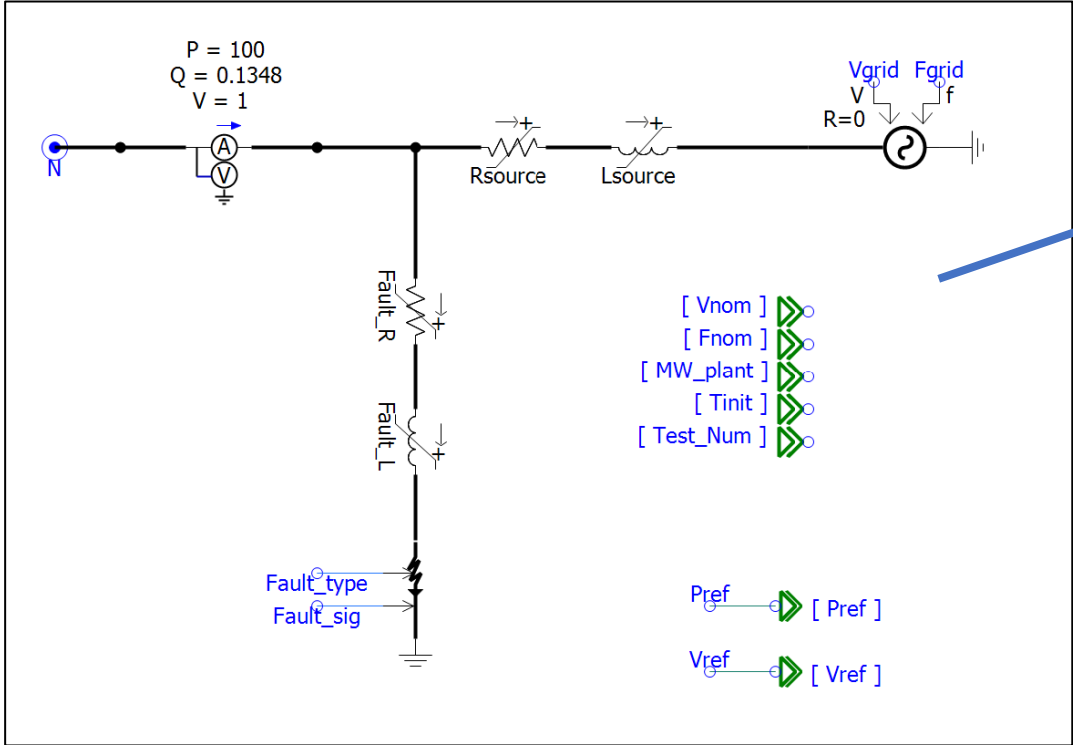 P = 100
Q = 0.1348
V = 1
Vgrid Fgrid
V f
R=0
A
V
N
Rsource Lsource
Fault_R
[ Vnom ]
[ Fnom ]
[ MW_plant ]
[ Tinit ]
[ Test_Num ]
Fault_L
Fault_type
Fault_sig
Pref [ Pref ]
Vref [ Vref ]